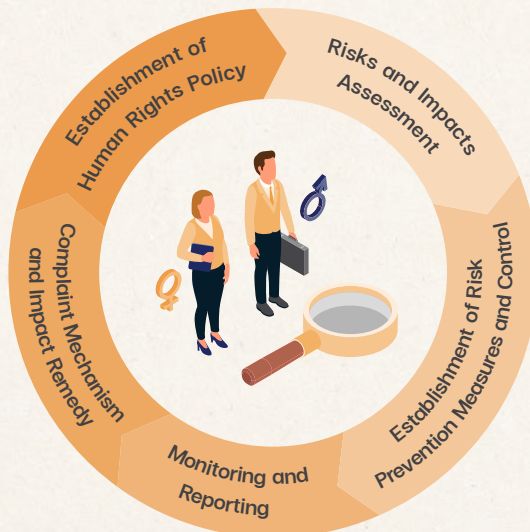 Establishment of
Human Rights Policy
Risks and Impacts
Assessment
Establishment of Risk
Prevention Measures and Control
Monitoring and
Reporting
Complaint Mechanism
and Impact Remedy